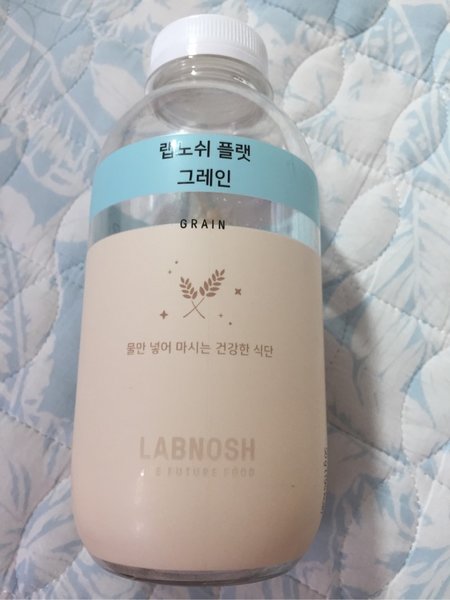 랩노쉬 플랫
그레인
GRAIN
물만 넣어 마시는 건강한 식단
LABNOSH
FUTURE FOOD